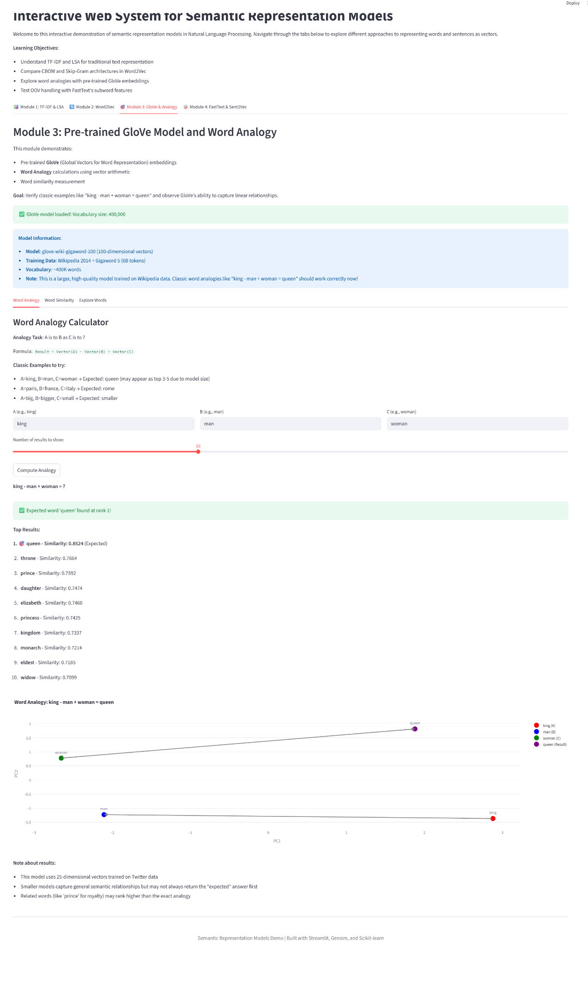 Deploy
Interactive Web System for Semantic Representation Models
Welcome to this interactive demonstration of semantic representation models in Natural Language Processing. Navigate through the tabs below to explore different approaches to representing words and sentences as vectors.
Learning Objectives:
• Understand TF-IDF and LSA for traditional text representation
• Compare CBOW and Skip-Gram architectures in Word2Vec
• Explore word analogies with pre-trained GloVe embeddings
• Test OOV handling with FastText's subword features
Module 1: TF-IDF & LSA Module 2: Word2Vec Module 3: GloVe & Analogy Module 4: FastText & Sent2Vec
Module 3: Pre-trained GloVe Model and Word Analogy
This module demonstrates:
• Pre-trained GloVe (Global Vectors for Word Representation) embeddings
• Word Analogy calculations using vector arithmetic
• Word similarity measurement
Goal: Verify classic examples like "king - man + woman = queen" and observe GloVe's ability to capture linear relationships.
✅ GloVe model loaded! Vocabulary size: 400,000
Model Information:
• Model: glove-wiki-gigaword-100 (100-dimensional vectors)
• Training Data: Wikipedia 2014 + Gigaword 5 (6B tokens)
• Vocabulary: ~400K words
• Note: This is a larger, high-quality model trained on Wikipedia data. Classic word analogies like "king - man + woman = queen" should work correctly now!
Word Analogy Word Similarity Explore Words
Word Analogy Calculator
Analogy Task: A is to B as C is to ?
Formula: Result = Vector(A) - Vector(B) + Vector(C)
Classic Examples to try:
• A=king, B=man, C=woman → Expected: queen (may appear as top 3-5 due to model size)
• A=paris, B=france, C=italy → Expected: rome
• A=big, B=bigger, C=small → Expected: smaller
A (e.g., king) B (e.g., man) C (e.g., woman)
king man woman
Number of results to show:
10
Compute Analogy
king - man + woman = ?
✅ Expected word 'queen' found at rank 1!
Top Results:
1. 🎯 queen - Similarity: 0.8524 (Expected)
2. throne - Similarity: 0.7664
3. prince - Similarity: 0.7592
4. daughter - Similarity: 0.7474
5. elizabeth - Similarity: 0.7460
6. princess - Similarity: 0.7425
7. kingdom - Similarity: 0.7337
8. monarch - Similarity: 0.7214
9. eldest - Similarity: 0.7185
10. widow - Similarity: 0.7099
Word Analogy: king - man + woman = queen
2
1.5
1
0.5
0
−0.5
−1
−1.5
PC2
queen
woman
man
king
−3 −2 −1 0 1 2 3
PC1
king (A)
man (B)
woman (C)
queen (Result)
Note about results:
• This model uses 25-dimensional vectors trained on Twitter data
• Smaller models capture general semantic relationships but may not always return the "expected" answer first
• Related words (like 'prince' for royalty) may rank higher than the exact analogy
Semantic Representation Models Demo | Built with Streamlit, Gensim, and Scikit-learn